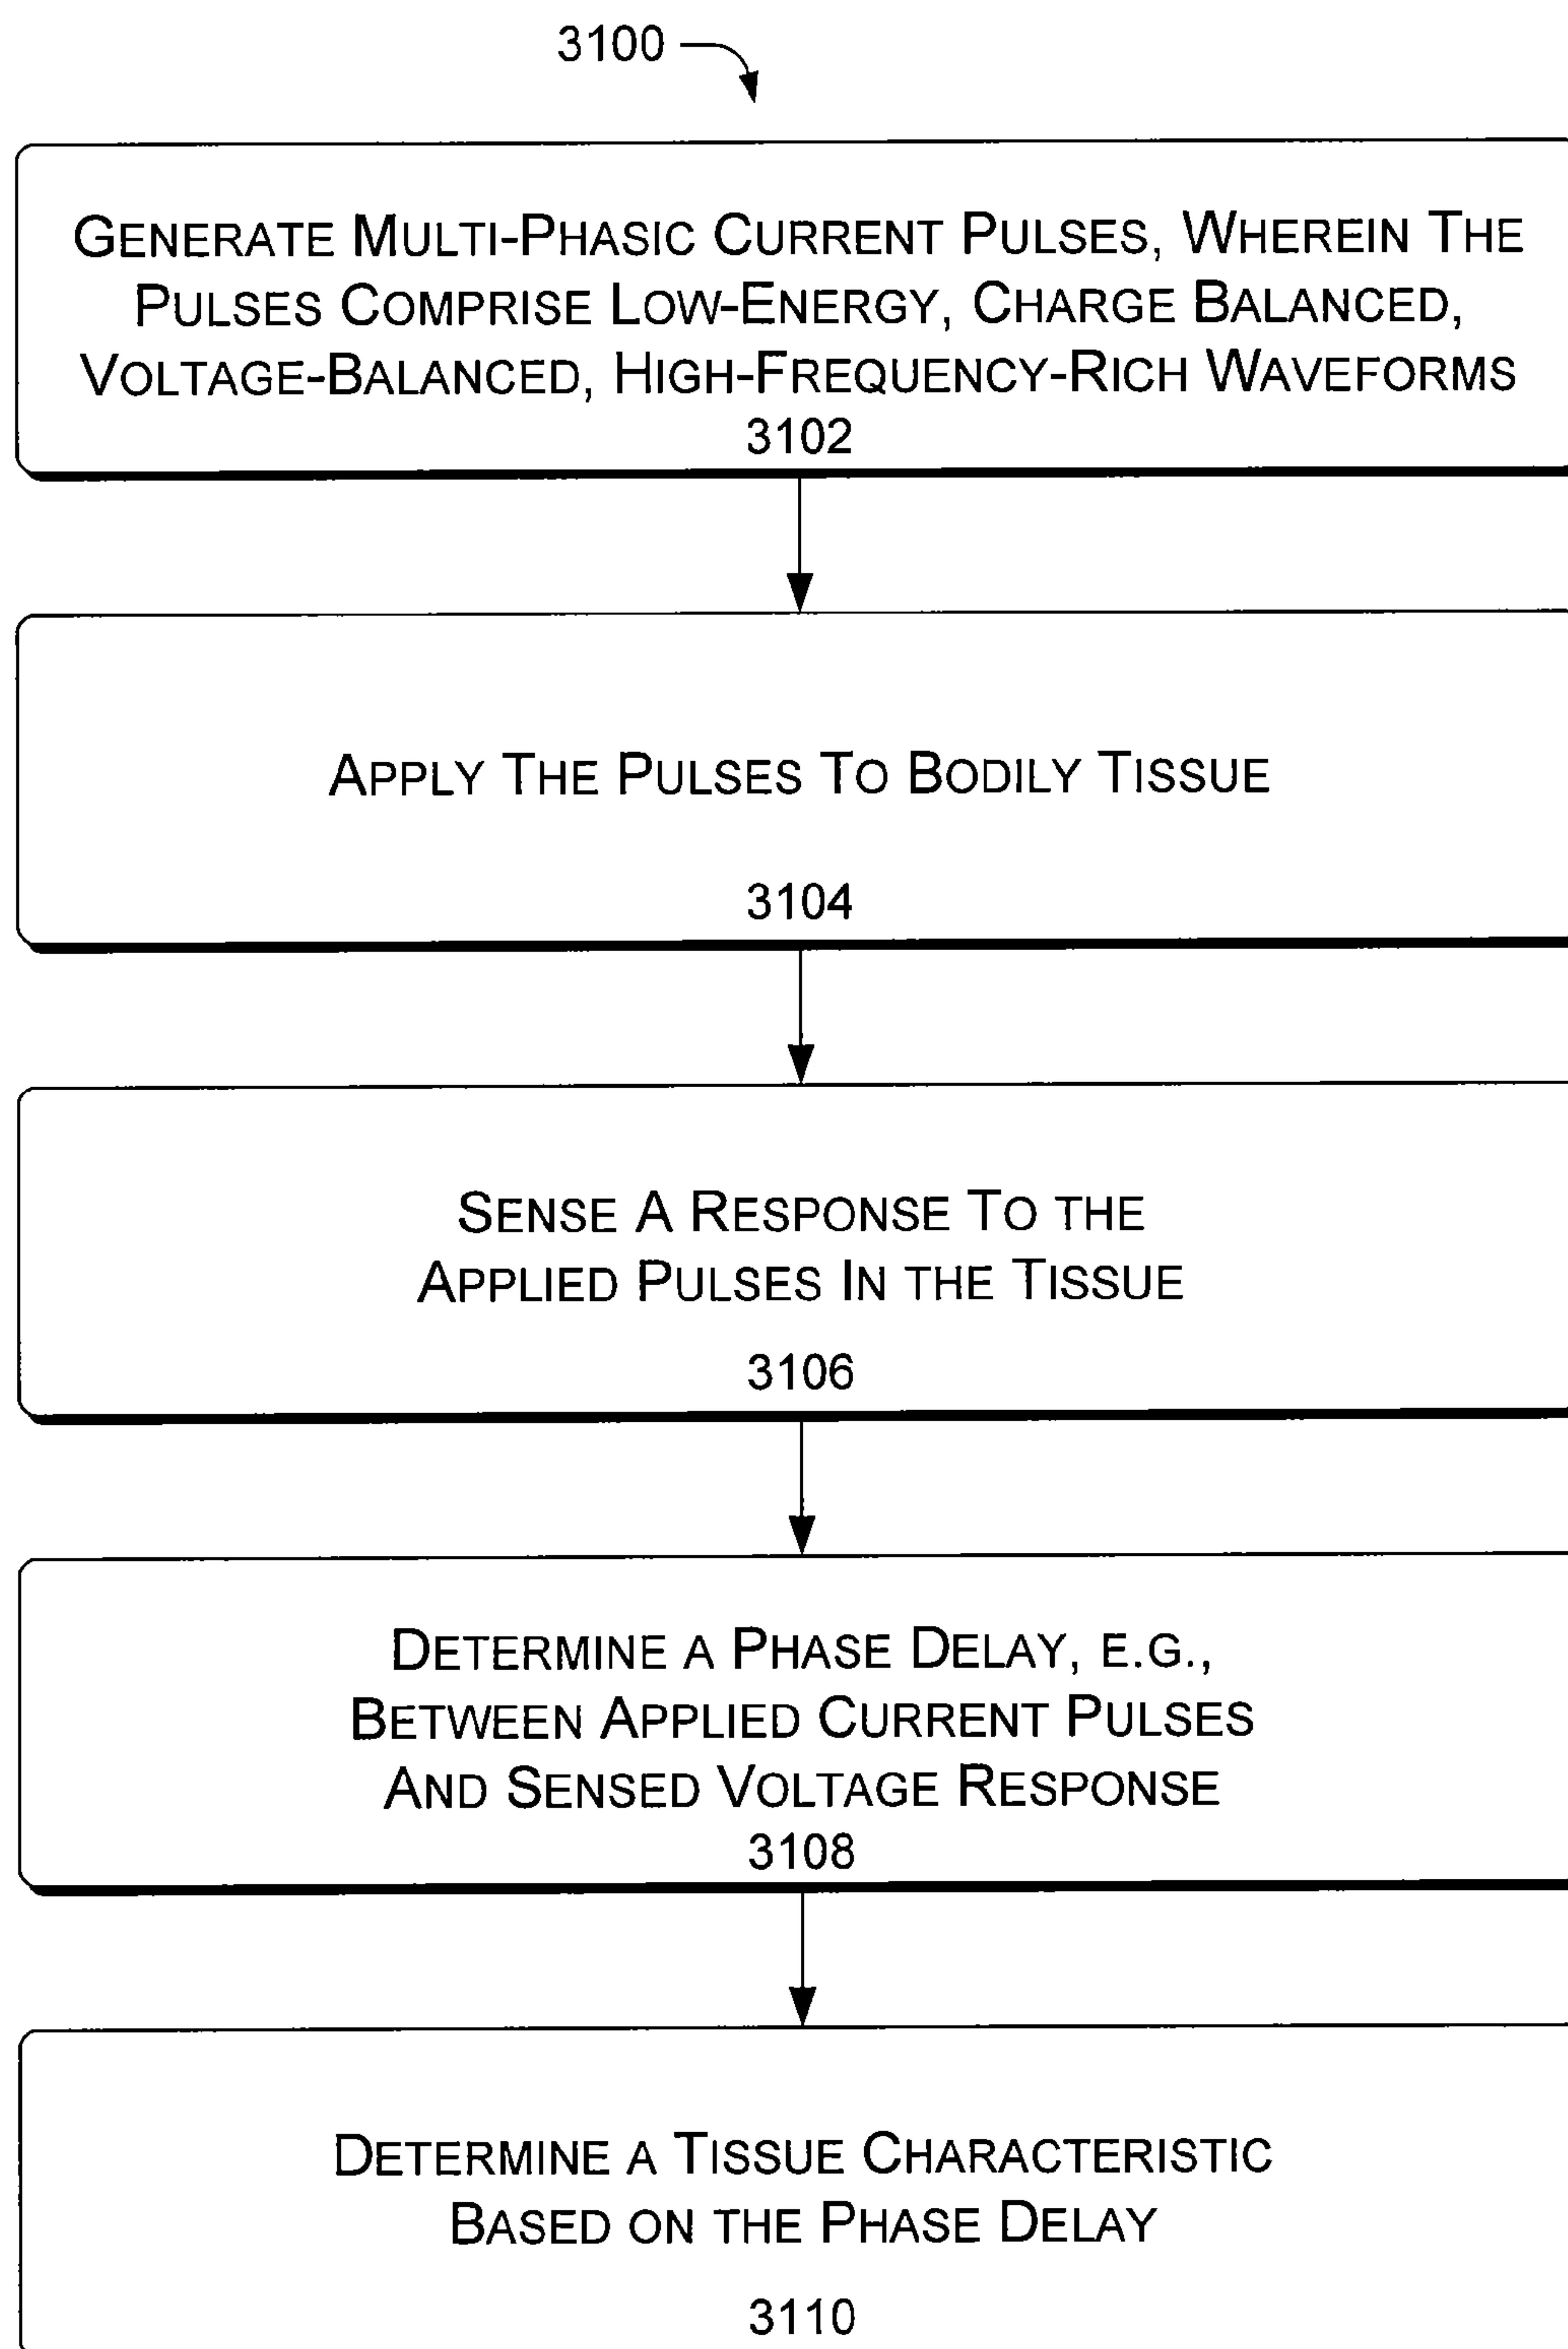 3100
GENERATE MULTI-PHASIC CURRENT PULSES, WHEREIN THE
PULSES COMPRISE LOW-ENERGY, CHARGE BALANCED,
VOLTAGE-BALANCED, HIGH-FREQUENCY-RICH WAVEFORMS
3102
APPLY THE PULSES TO BODILY TISSUE
3104
SENSE A RESPONSE TO THE
APPLIED PULSES IN THE TISSUE
3106
DETERMINE A PHASE DELAY, E.G.,
BETWEEN APPLIED CURRENT PULSES
AND SENSED VOLTAGE RESPONSE
3108
DETERMINE A TISSUE CHARACTERISTIC
BASED ON THE PHASE DELAY
3110